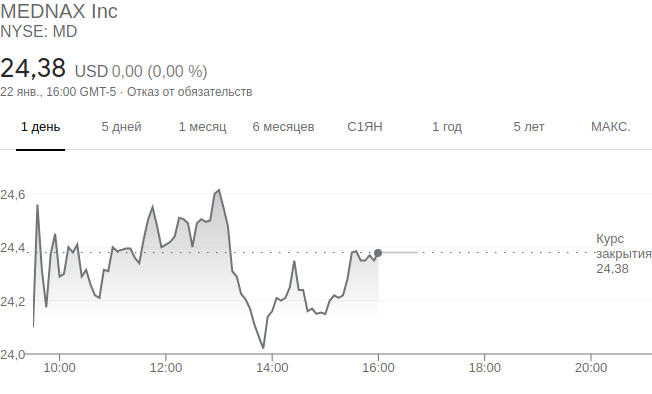 MEDNAX Inc
NYSE: MD
24,38 USD 0,00 (0,00 %)
22 янв., 16:00 GMT-5 · Отказ от обязательств
1 день 5 дней 1 месяц 6 месяцев С1ЯН 1 год 5 лет МАКС.
24,6
24,4
24,2
24,0
Курс
закрытия
24,38
10:00 12:00 14:00 16:00 18:00 20:00